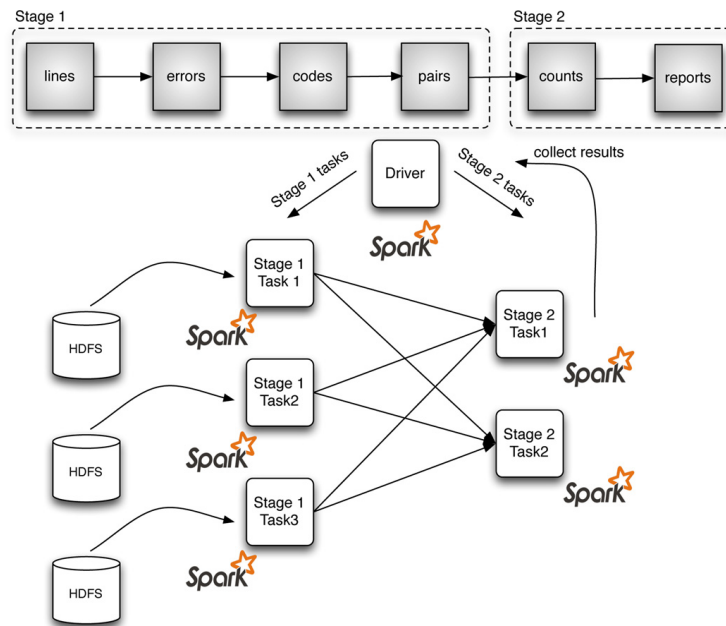 Stage 1
Stage 2
lines
errors
codes
pairs
counts
reports
Stage 1 tasks
Driver
Stage 2 tasks
collect results
Spark
Stage 1
Task 1
Spark
HDFS
Stage 2
Task1
Spark
Stage 1
Task2
Spark
HDFS
Stage 2
Task2
Spark
Stage 1
Task3
Spark
HDFS